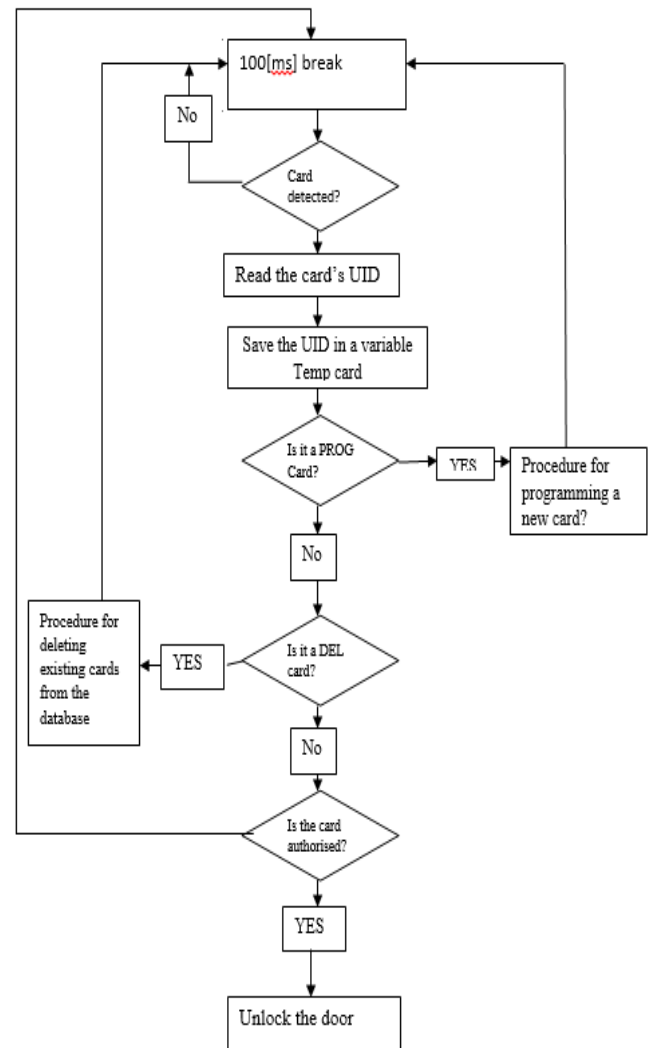 100[ms] break
No
Card
detected?
Read the card’s UID
Save the UID in a variable
Temp card
Is it a PROG
Card?
YES
Procedure for
programming a
new card?
No
Procedure for
deleting
existing cards
from the
database
YES
Is it a DEL
card?
No
Is the card
authorised?
YES
Unlock the door